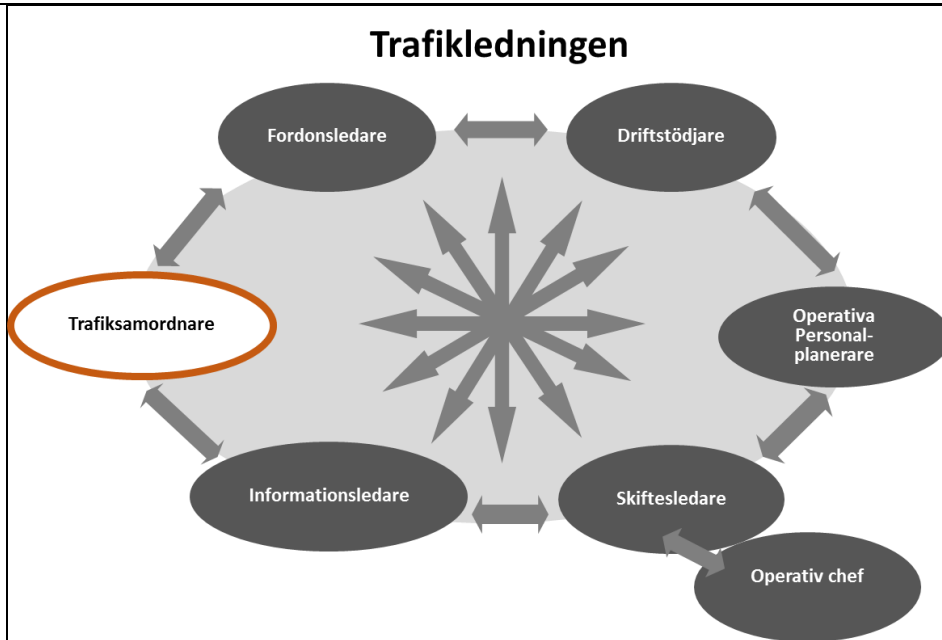 Trafikledningen
Fordonsledare
Driftstödjare
Trafiksamordnare
Operativa
Personal-
planerare
Informationsledare
Skiftesledare
Operativ chef